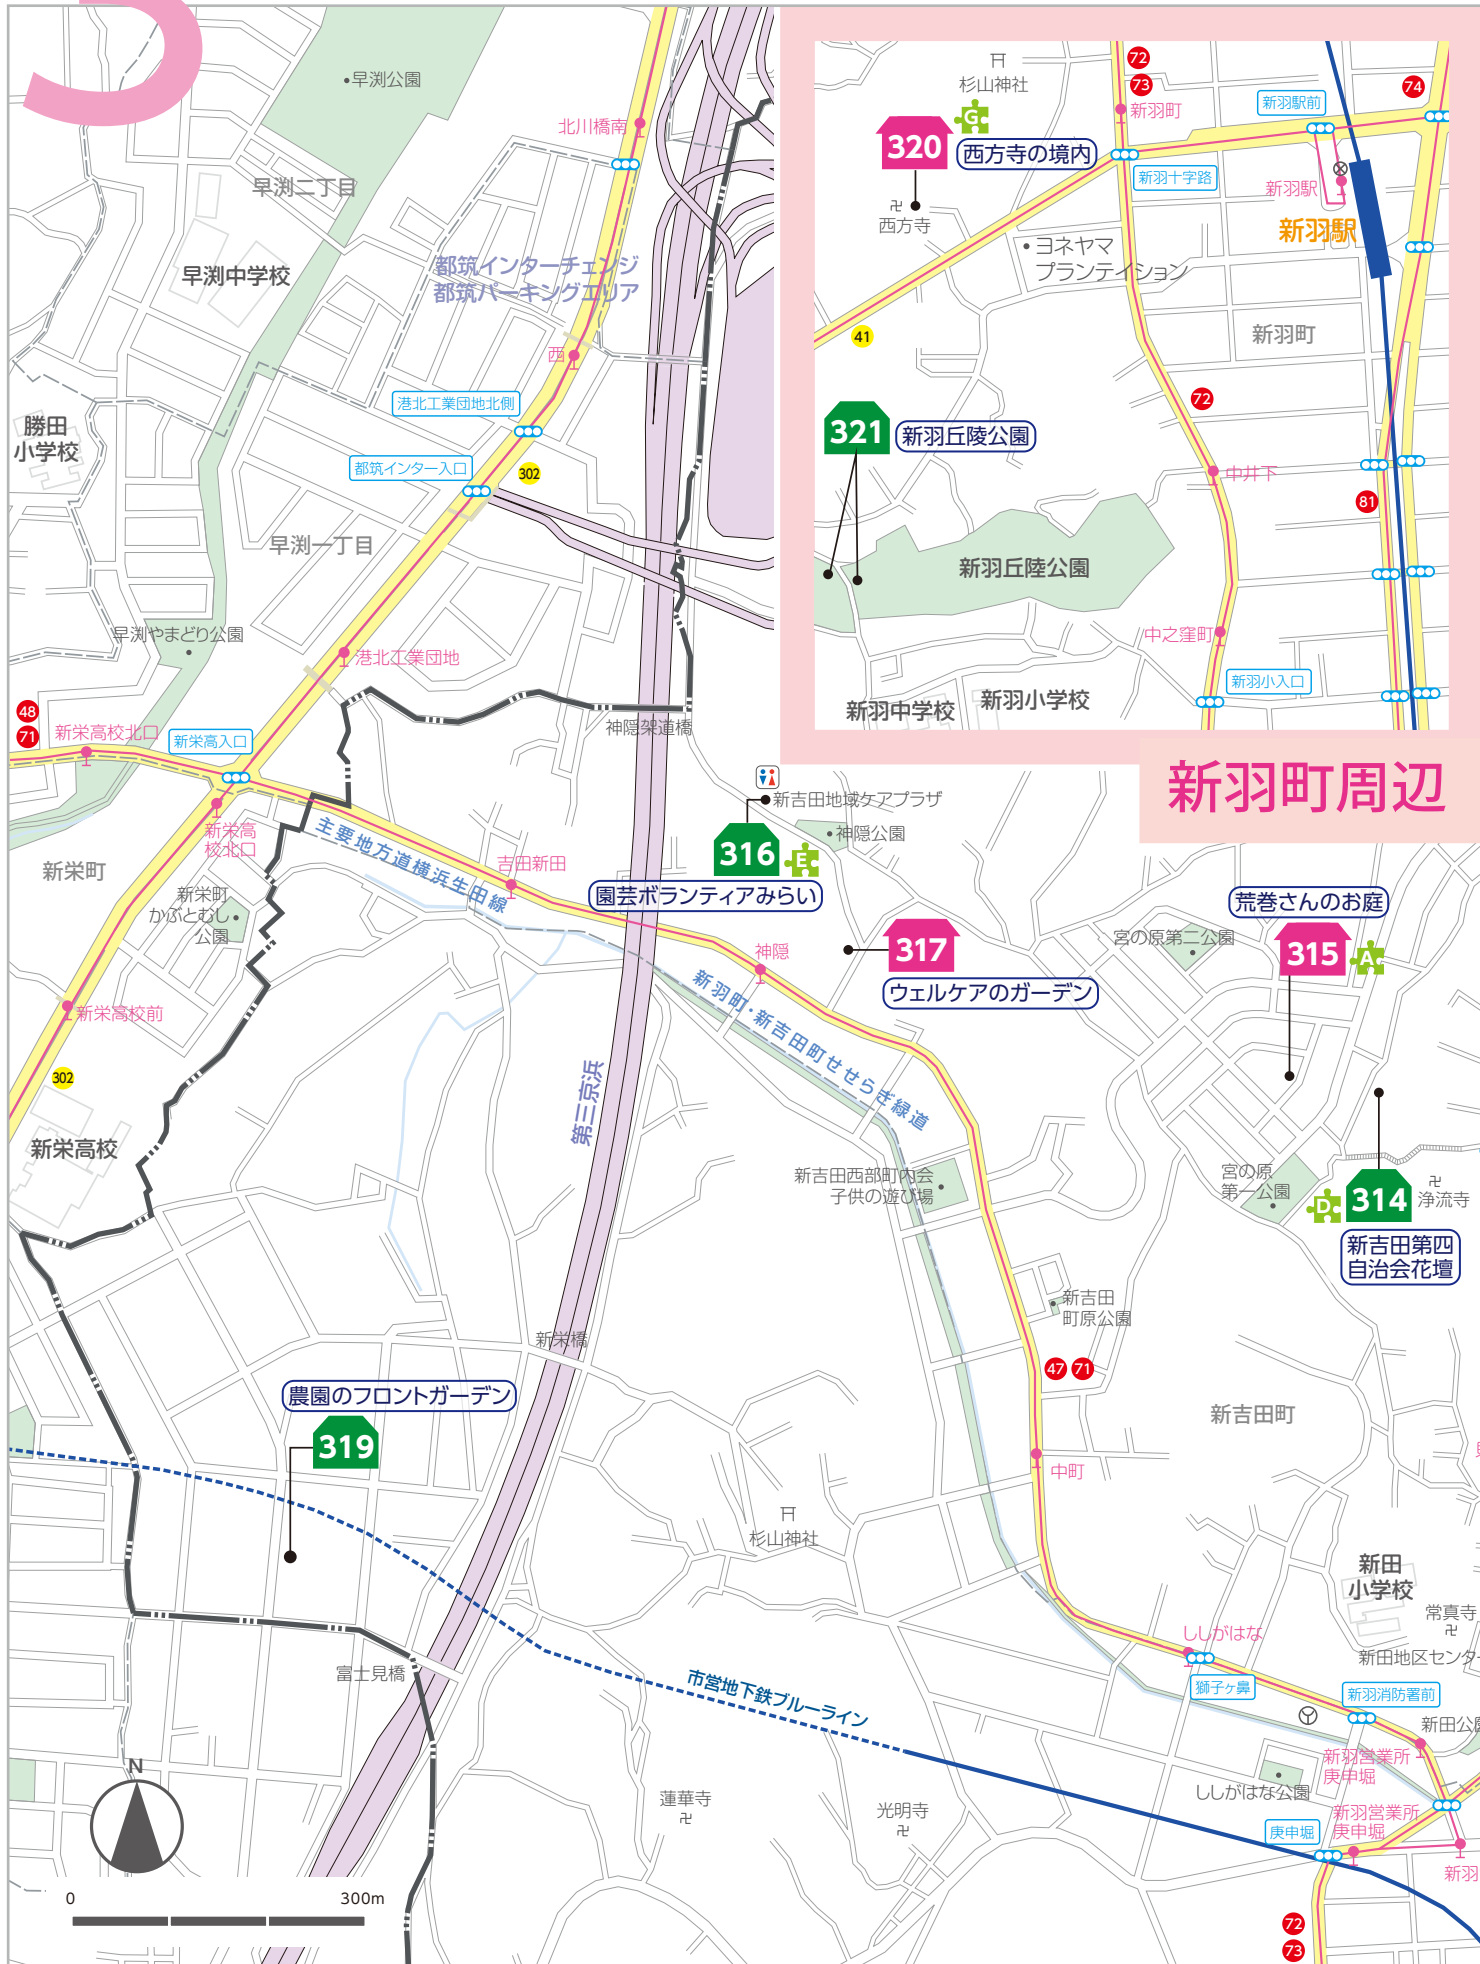 早渕公園
北川橋南
早渕二丁目
早渕中学校
都筑インターチェンジ
都筑パーキングエリア
西
港北工業団地北側
勝田
小学校
都筑インター入口
302
早渕一丁目
早渕やまどり公園
港北工業団地
48
71
新栄高校北口
新栄高入口
神隠架道橋
新栄高
校北口
主要地方道横浜生田線
新栄町
新栄町
かぶとむし
公園
吉田新田
新栄高校前
302
新栄高校
第三京浜
72
73
杉山神社
新羽町
G
320
西方寺の境内
卍
西方寺
新羽十字路
新羽駅前
74
新羽駅
新羽駅
ヨネヤマ
プランテイション
41
新羽町
72
321
新羽丘陵公園
中井下
81
新羽丘陵公園
中之窪町
新羽小入口
新羽中学校
新羽小学校
新羽町周辺
新吉田地域ケアプラザ
神隠公園
316
E
園芸ボランティアみらい
317
ウェルケアのガーデン
神隠
新羽町・新吉田町せせらぎ緑道
荒巻さんのお庭
宮の原第二公園
315
A
新吉田西部町内会
子供の遊び場
宮の原
第一公園
D
314
卍
浄流寺
新吉田第四
自治会花壇
新吉田
町原公園
47
71
新栄橋
農園のフロントガーデン
319
新吉田町
中町
杉山神社
新田
小学校
常真寺
卍
新田地区センター
ししがはな
獅子ヶ鼻
新羽消防署前
新田公園
富士見橋
市営地下鉄ブルーライン
新羽営業所
庚申堀
ししがはな公園
新羽営業所
庚申堀
庚申堀
蓮華寺
卍
光明寺
卍
新羽
N
0
300m
72
73